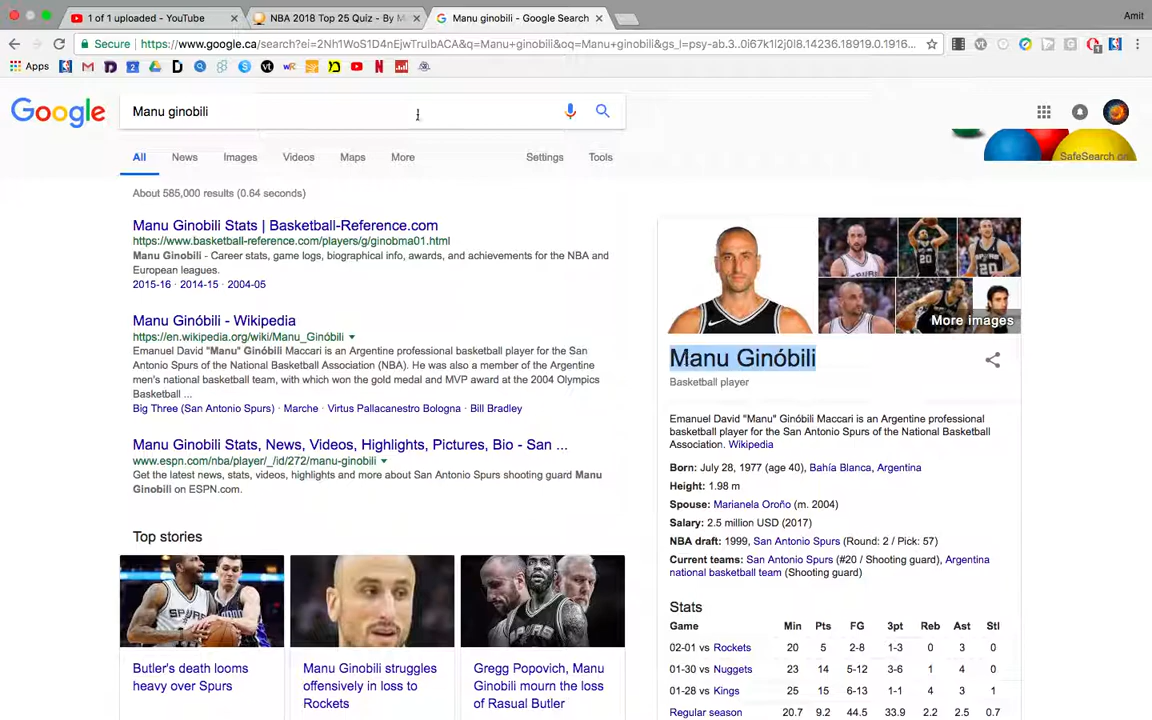 1 of 1 uploaded - YouTube
NBA 2018 Top 25 Quiz - By M
Manu ginobili - Google Search
Amit
Secure https://www.google.ca/search?ei=2Nh1WoS1D4nEjwTruIbACA&q=Manu+ginobili&oq=Manu+ginobili&gs_l=psy-ab.3..0i67k1l2j0l8.14236.18919.0.1916...
Apps
Google
Manu ginobili
All News Images Videos Maps More Settings Tools
SafeSearch on
About 585,000 results (0.64 seconds)
Manu Ginobili Stats | Basketball-Reference.com
https://www.basketball-reference.com/players/g/ginobma01.html
Manu Ginobili - Career stats, game logs, biographical info, awards, and achievements for the NBA and
European leagues.
2015-16 · 2014-15 · 2004-05
Manu Ginóbili - Wikipedia
https://en.wikipedia.org/wiki/Manu_Ginóbili
Emanuel David "Manu" Ginóbili Maccari is an Argentine professional basketball player for the San
Antonio Spurs of the National Basketball Association (NBA). He was also a member of the Argentine
men's national basketball team, with which won the gold medal and MVP award at the 2004 Olympics
Basketball ...
Big Three (San Antonio Spurs) · Marche · Virtus Pallacanestro Bologna · Bill Bradley
Manu Ginobili Stats, News, Videos, Highlights, Pictures, Bio - San ...
www.espn.com/nba/player/_/id/272/manu-ginobili
Get the latest news, stats, videos, highlights and more about San Antonio Spurs shooting guard Manu
Ginobili on ESPN.com.
Top stories
Butler's death looms
heavy over Spurs
Manu Ginobili struggles
offensively in loss to
Rockets
Gregg Popovich, Manu
Ginobili mourn the loss
of Rasual Butler
More images
Manu Ginóbili
Basketball player
Emanuel David "Manu" Ginóbili Maccari is an Argentine professional
basketball player for the San Antonio Spurs of the National Basketball
Association. Wikipedia
Born: July 28, 1977 (age 40), Bahía Blanca, Argentina
Height: 1.98 m
Spouse: Marianela Oroño (m. 2004)
Salary: 2.5 million USD (2017)
NBA draft: 1999, San Antonio Spurs (Round: 2 / Pick: 57)
Current teams: San Antonio Spurs (#20 / Shooting guard), Argentina
national basketball team (Shooting guard)
Stats
Game Min Pts FG 3pt Reb Ast Stl
02-01 vs Rockets 20 5 2-8 1-3 0 3 0
01-30 vs Nuggets 23 14 5-12 3-6 1 4 0
01-28 vs Kings 25 15 6-13 1-1 4 3 1
Regular season 20.7 9.2 44.5 33.9 2.2 2.5 0.7